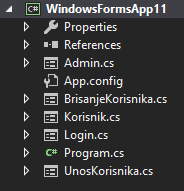 C# WindowsFormsApp11
Properties
References
Admin.cs
App.config
BrisanjeKorisnika.cs
Korisnik.cs
Login.cs
C# Program.cs
UnosKorisnika.cs